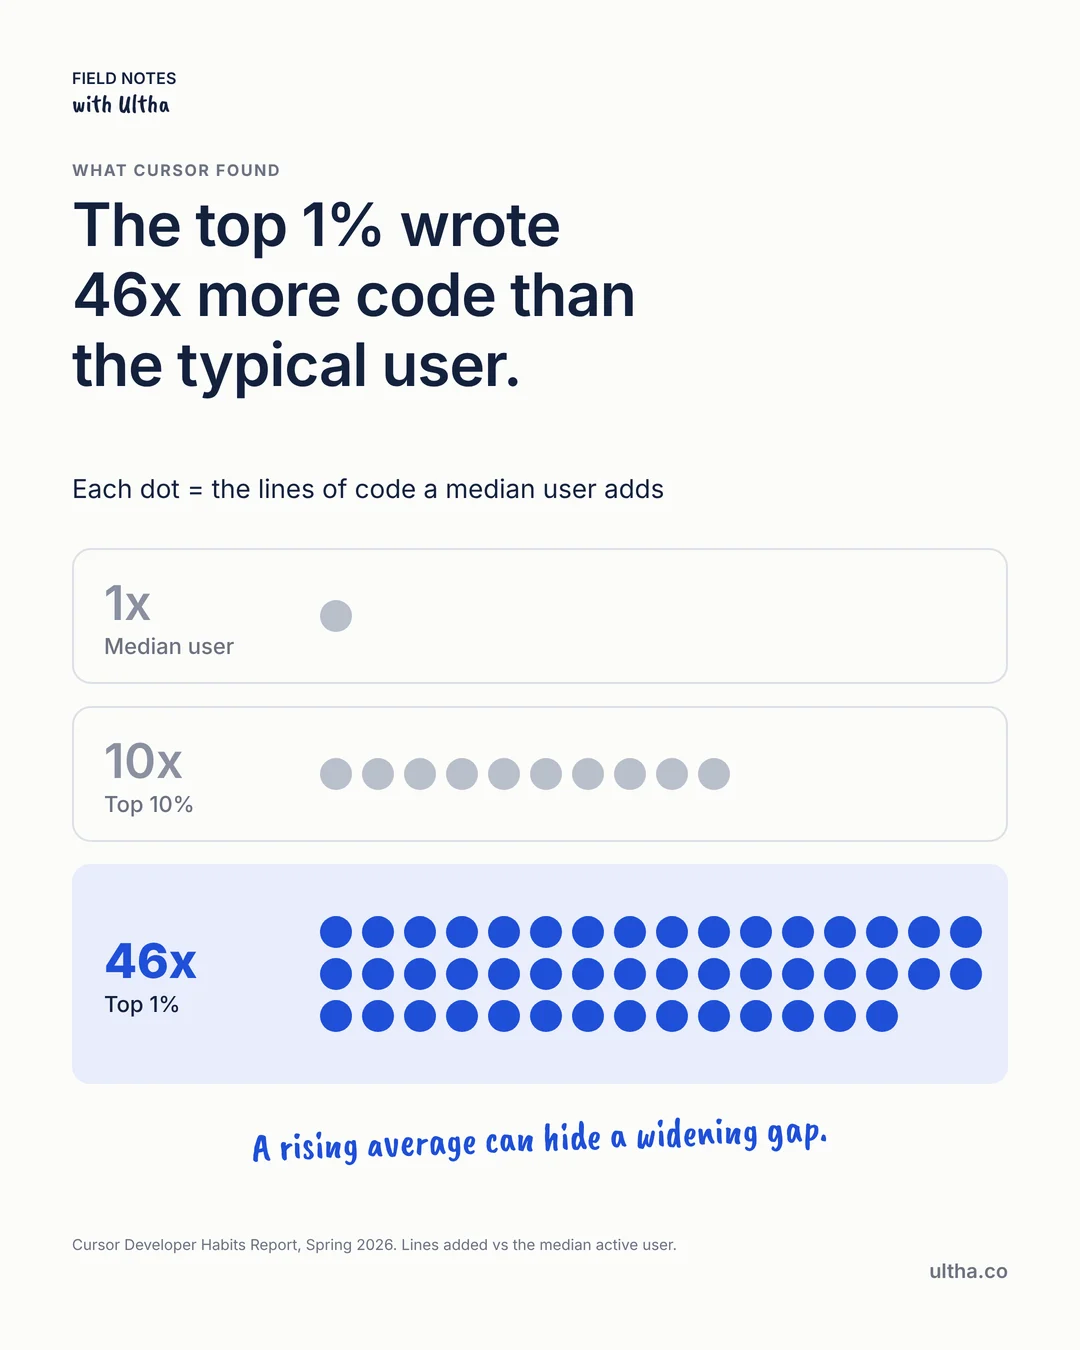 FIELD NOTES
with Ultha
WHAT CURSOR FOUND
The top 1% wrote
46x more code than
the typical user.
Each dot = the lines of code a median user adds
1x
Median user
10x
Top 10%
46x
Top 1%
A rising average can hide a widening gap.
Cursor Developer Habits Report, Spring 2026. Lines added vs the median active user.
ultha.co